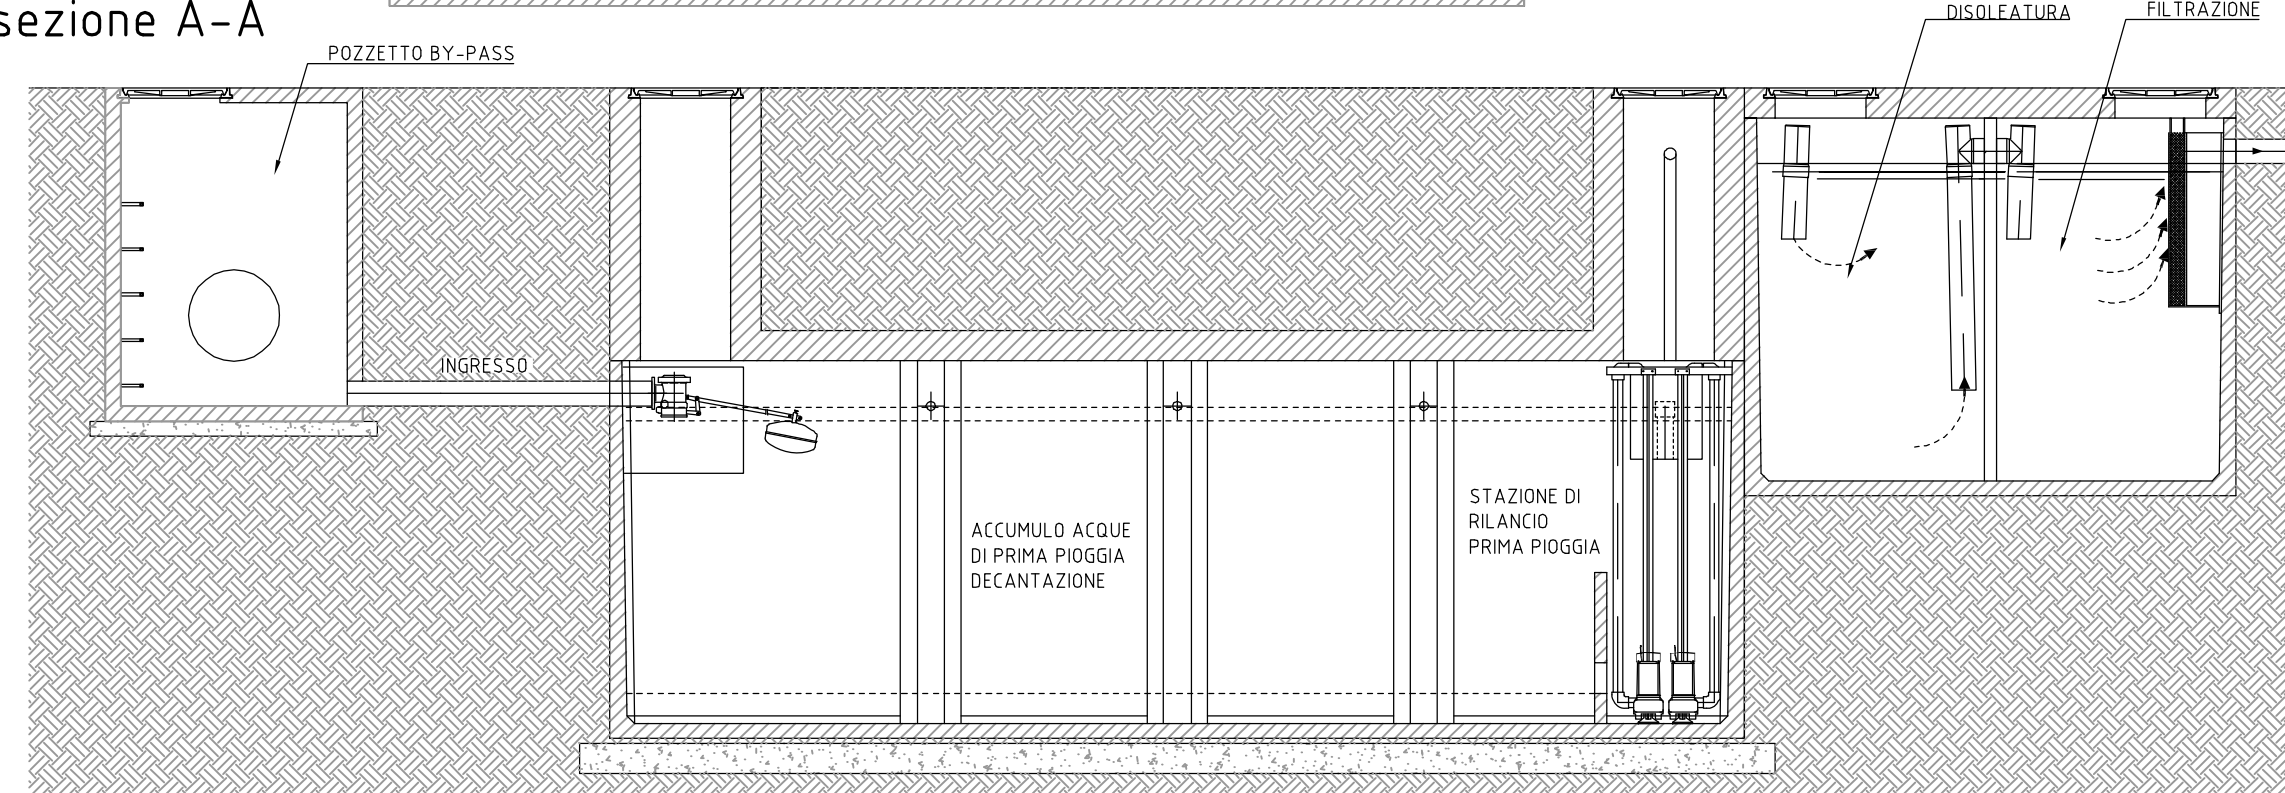 sezione A-A
DISOLEATURA
FILTRAZIONE
POZZETTO BY-PASS
INGRESSO
ACCUMULO ACQUE
DI PRIMA PIOGGIA
DECANTAZIONE
STAZIONE DI
RILANCIO
PRIMA PIOGGIA